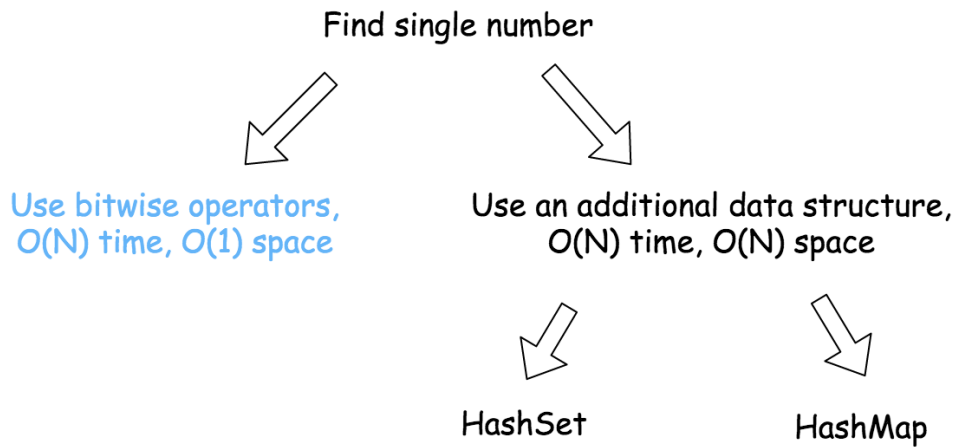 Find single number
Use bitwise operators,
O(N) time, O(1) space
Use an additional data structure,
O(N) time, O(N) space
HashSet
HashMap